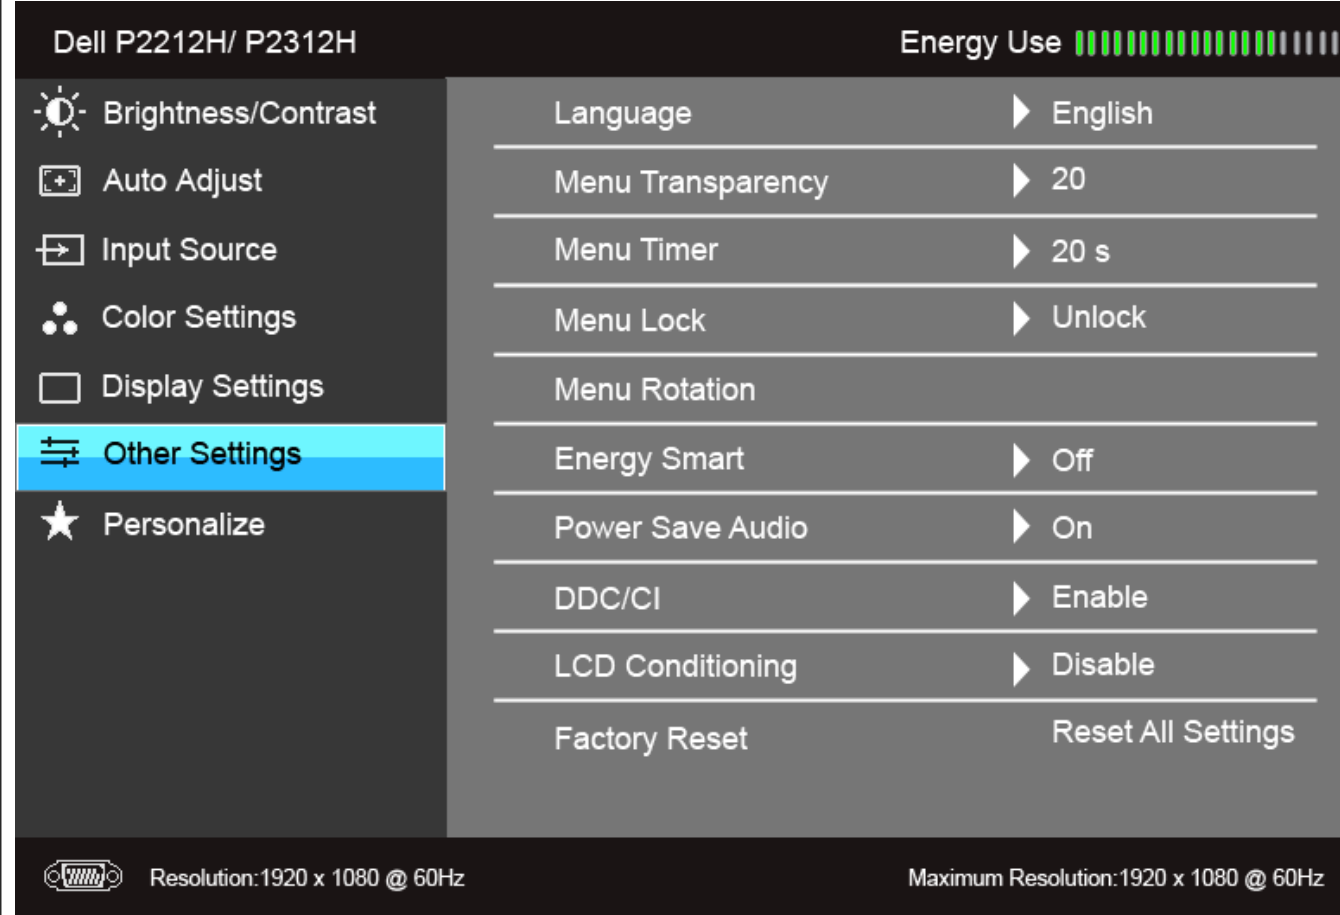 Dell P2212H/ P2312H
Energy Use
Brightness/Contrast
Auto Adjust
Input Source
Color Settings
Display Settings
Other Settings
Personalize
Language English
Menu Transparency 20
Menu Timer 20 s
Menu Lock Unlock
Menu Rotation
Energy Smart Off
Power Save Audio On
DDC/CI Enable
LCD Conditioning Disable
Factory Reset Reset All Settings
Resolution:1920 x 1080 @ 60Hz
Maximum Resolution:1920 x 1080 @ 60Hz